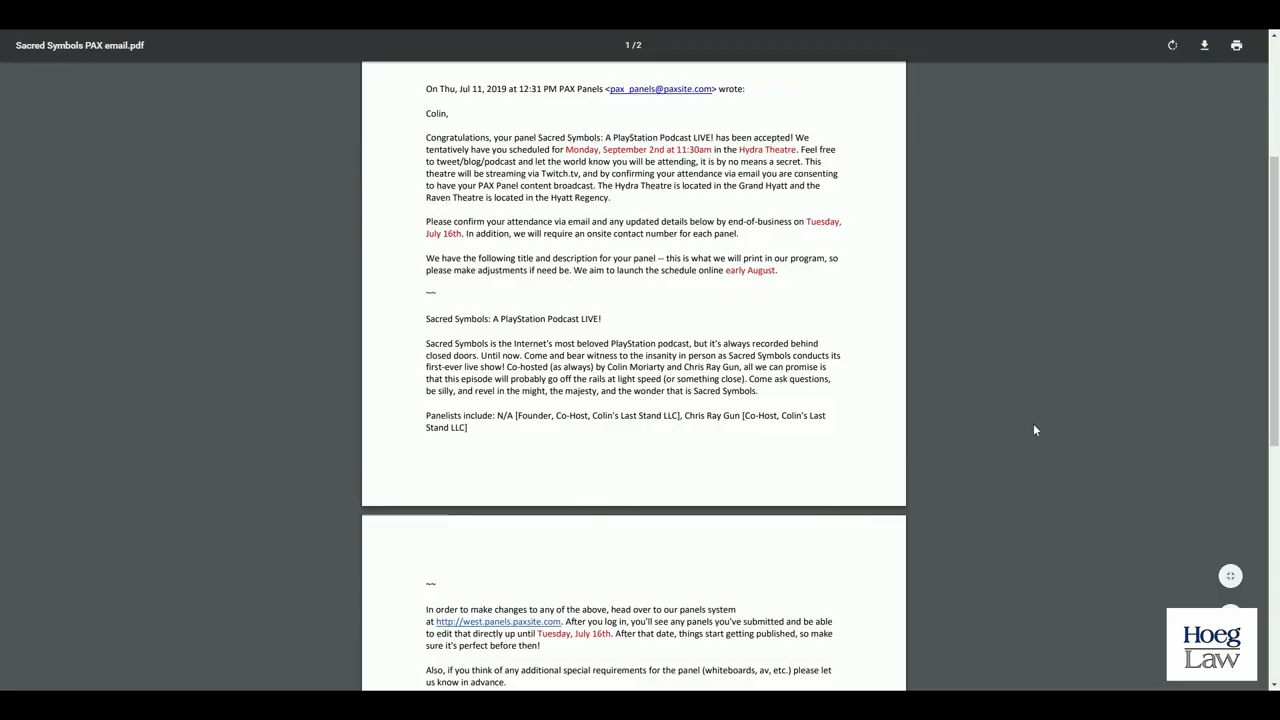 Sacred Symbols PAX email.pdf
1 /2
On Thu, Jul 11, 2019 at 12:31 PM PAX Panels <pax_panels@paxsite.com> wrote:
Colin,
Congratulations, your panel Sacred Symbols: A PlayStation Podcast LIVE! has been accepted! We
tentatively have you scheduled for Monday, September 2nd at 11:30am in the Hydra Theatre. Feel free
to tweet/blog/podcast and let the world know you will be attending, it is by no means a secret. This
theatre will be streaming via Twitch.tv, and by confirming your attendance via email you are consenting
to have your PAX Panel content broadcast. The Hydra Theatre is located in the Grand Hyatt and the
Raven Theatre is located in the Hyatt Regency.
Please confirm your attendance via email and any updated details below by end-of-business on Tuesday,
July 16th. In addition, we will require an onsite contact number for each panel.
We have the following title and description for your panel -- this is what we will print in our program, so
please make adjustments if need be. We aim to launch the schedule online early August.
~~
Sacred Symbols: A PlayStation Podcast LIVE!
Sacred Symbols is the Internet's most beloved PlayStation podcast, but it's always recorded behind
closed doors. Until now. Come and bear witness to the insanity in person as Sacred Symbols conducts its
first-ever live show! Co-hosted (as always) by Colin Moriarty and Chris Ray Gun, all we can promise is
that this episode will probably go off the rails at light speed (or something close). Come ask questions,
be silly, and revel in the might, the majesty, and the wonder that is Sacred Symbols.
Panelists include: N/A [Founder, Co-Host, Colin's Last Stand LLC], Chris Ray Gun [Co-Host, Colin's Last
Stand LLC]
~~
In order to make changes to any of the above, head over to our panels system
at http://west.panels.paxsite.com. After you log in, you'll see any panels you've submitted and be able
to edit that directly up until Tuesday, July 16th. After that date, things start getting published, so make
sure it's perfect before then!
Also, if you think of any additional special requirements for the panel (whiteboards, av, etc.) please let
us know in advance.
Hoeg
Law